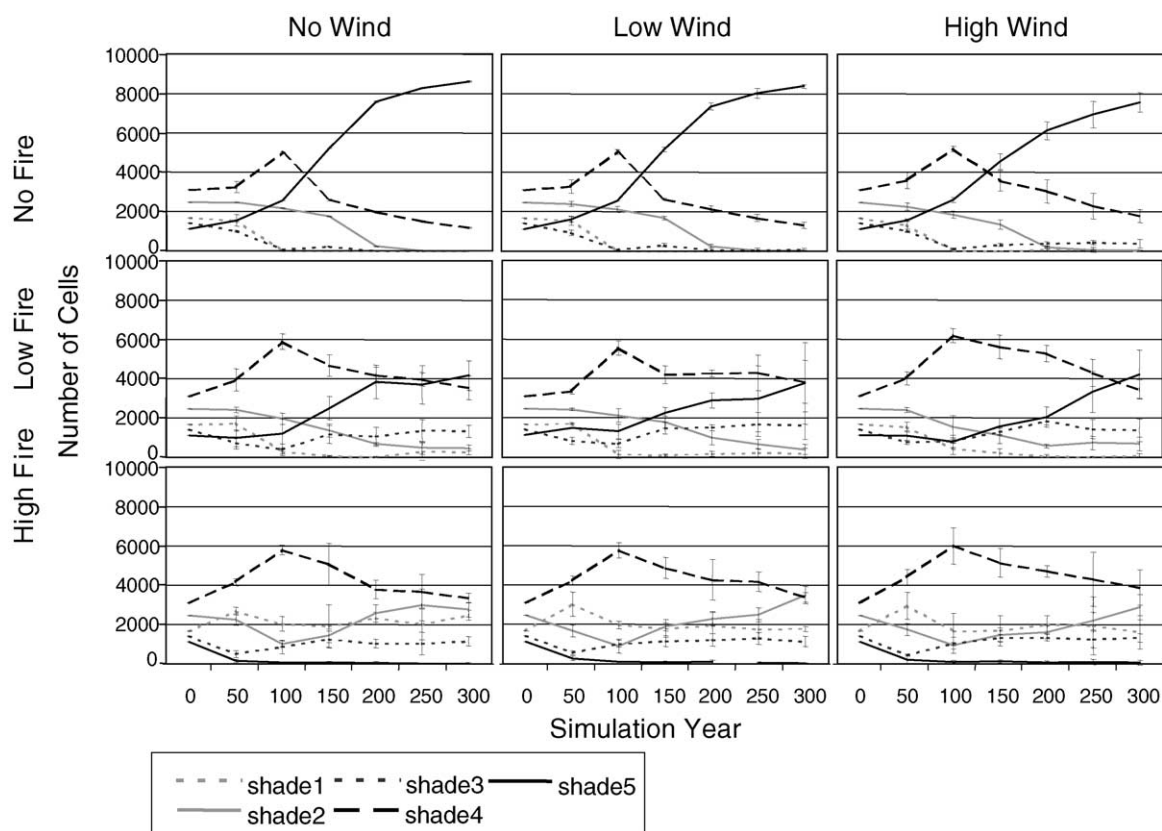 No Wind Low Wind High Wind
No Fire
Low Fire
High Fire
Number of Cells
10000
8000
6000
4000
2000
0
10000
8000
6000
4000
2000
0
10000
8000
6000
4000
2000
0
0 50 100 150 200 250 300 0 50 100 150 200 250 300 0 50 100 150 200 250 300
Simulation Year
shade1 shade3 shade5
shade2 shade4